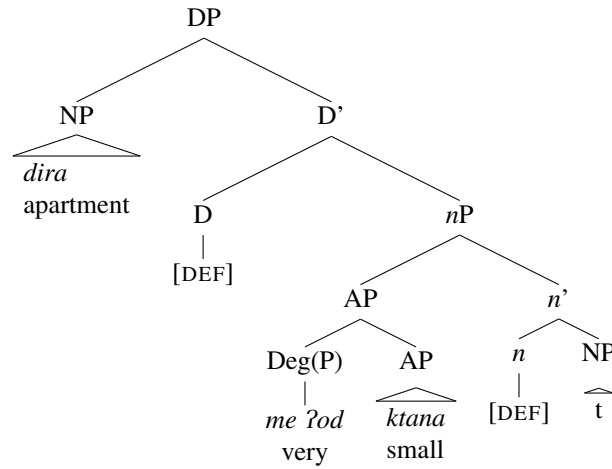 DP
NP D’
dira
apartment
D nP
[DEF]
AP n’
Deg(P) AP n NP
me ʔod ktana [DEF] t
very small